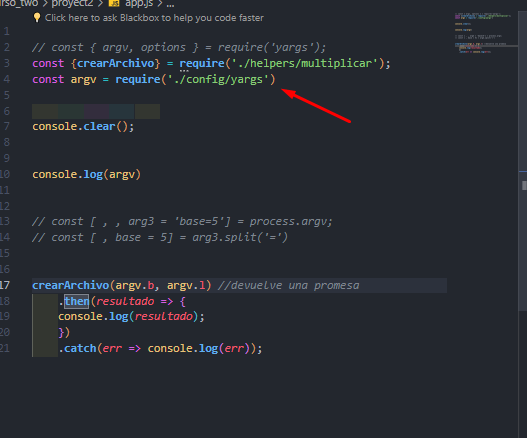 rso_two > proyect2 > JS app.js > ...
Click here to ask Blackbox to help you code faster
1
2 // const { argv, options } = require('yargs');
3 const {crearArchivo} = require('./helpers/multiplicar');
4 const argv = require('./config/yargs')
5
6
7 console.clear();
8
9
10 console.log(argv)
11
12
13 // const [ , , arg3 = 'base=5'] = process.argv;
14 // const [ , base = 5] = arg3.split('=')
15
16
17 crearArchivo(argv.b, argv.l) //devuelve una promesa
18 .then(resultado => {
19 console.log(resultado);
20 })
21 .catch(err => console.log(err));